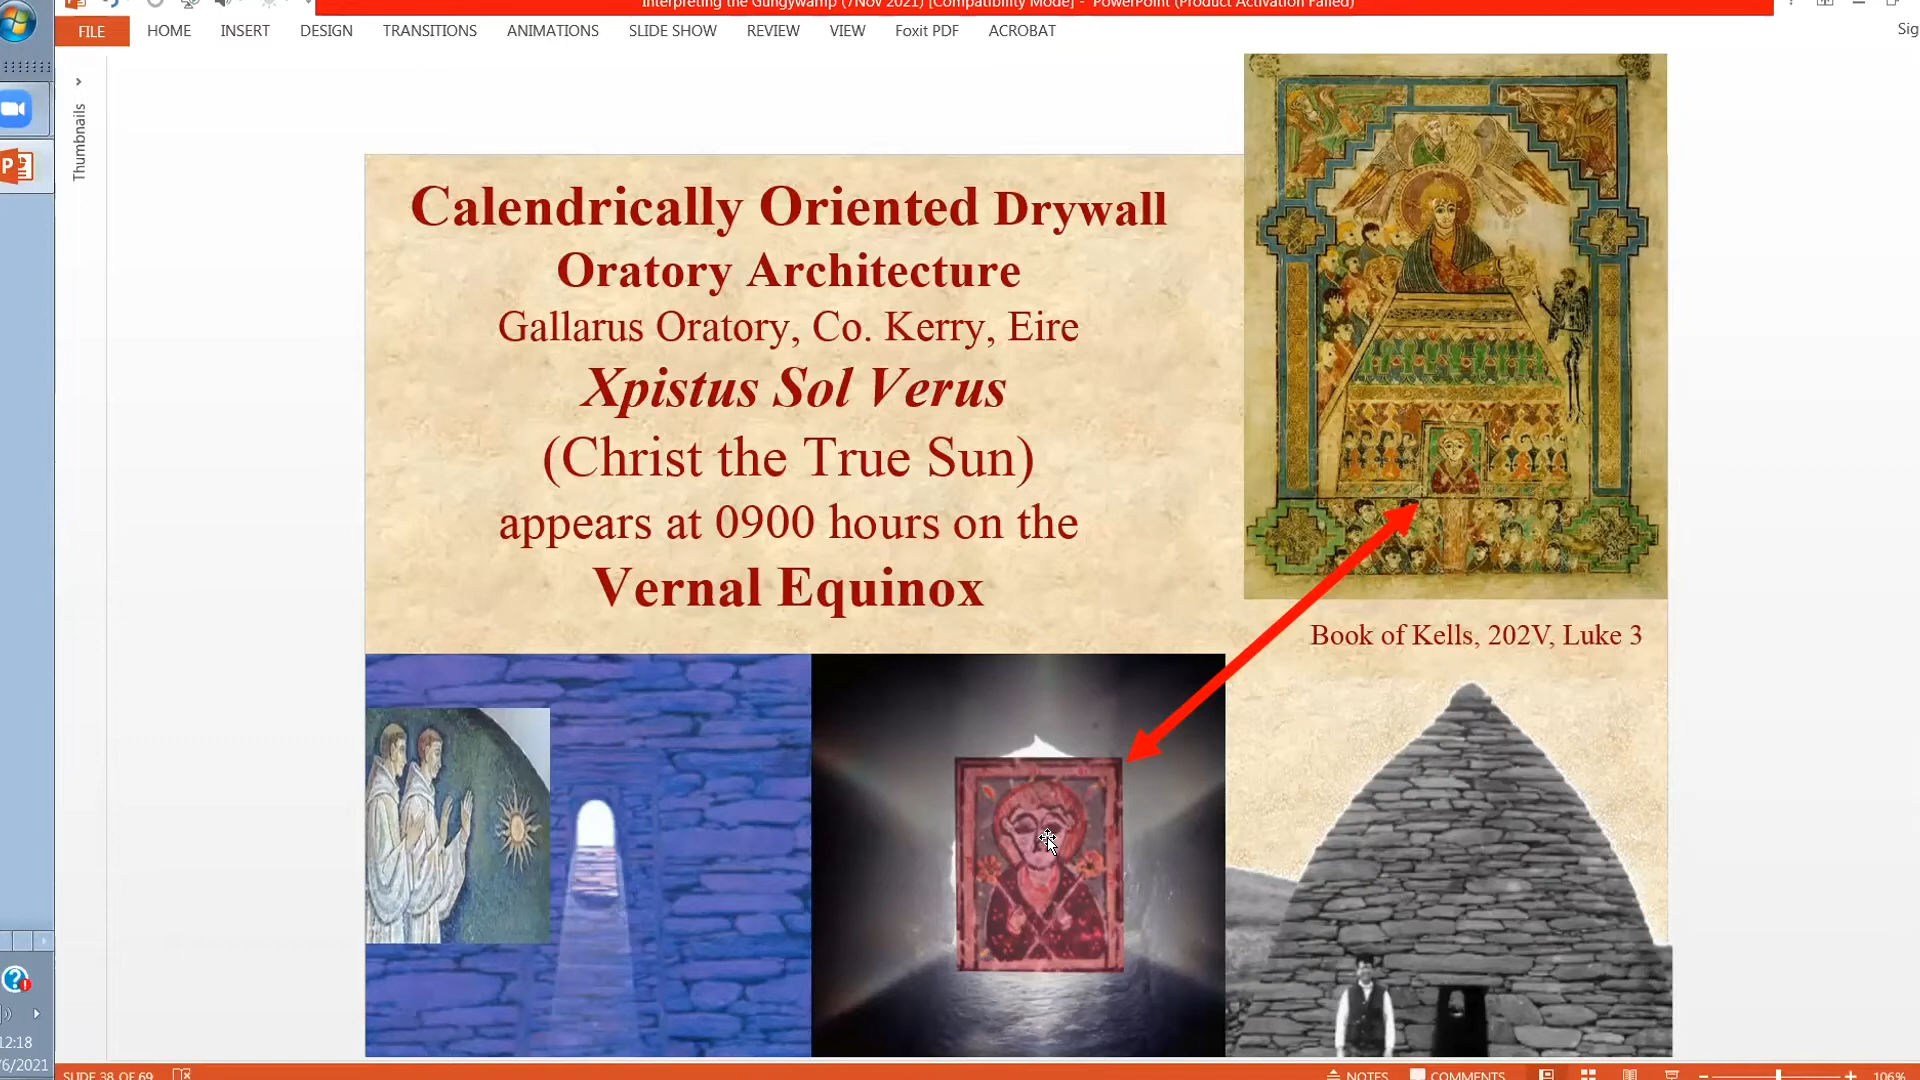 Interpreting the Gungywamp (7Nov 2021) [Compatibility Mode] - PowerPoint (Product Activation Failed)
FILE HOME INSERT DESIGN TRANSITIONS ANIMATIONS SLIDE SHOW REVIEW VIEW Foxit PDF ACROBAT Sig
Thumbnails
Calendrically Oriented Drywall
Oratory Architecture
Gallarus Oratory, Co. Kerry, Eire
Xpistus Sol Verus
(Christ the True Sun)
appears at 0900 hours on the
Vernal Equinox
Book of Kells, 202V, Luke 3
12:18
/6/2021
SLIDE 38 OF 69 NOTES COMMENTS 106%